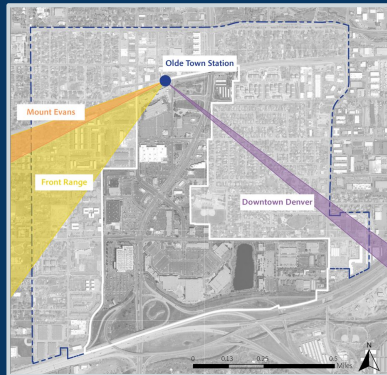 Olde Town Station
Mount Evans
Front Range
Downtown Denver
0 0.13 0.25 0.5
Miles
N